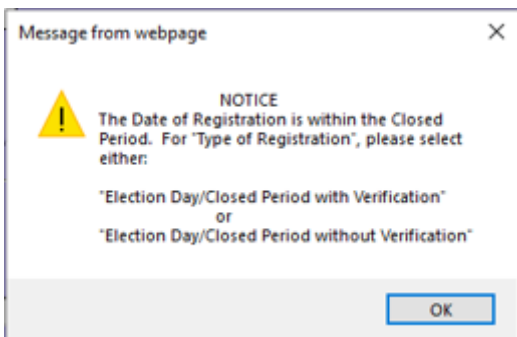 Message from webpage
NOTICE
The Date of Registration is within the Closed
Period.  For "Type of Registration", please select
either:
"Election Day/Closed Period with Verification"
or
"Election Day/Closed Period without Verification"
OK